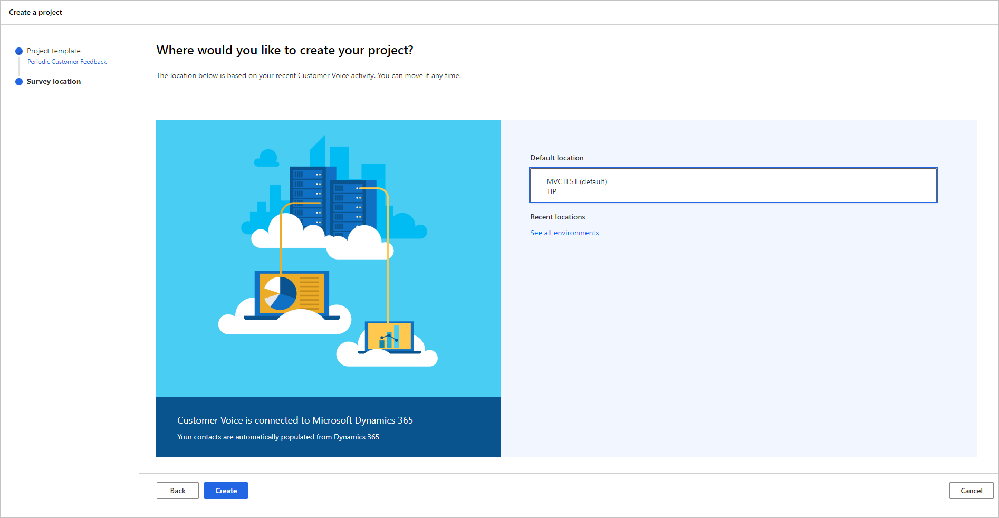 Create a project
Project template
Periodic Customer Feedback
Survey location
Where would you like to create your project?
The location below is based on your recent Customer Voice activity. You can move it any time.
Default location
MVCTEST (default)
TIP
Recent locations
See all environments
Customer Voice is connected to Microsoft Dynamics 365
Your contacts are automatically populated from Dynamics 365
Back
Create
Cancel